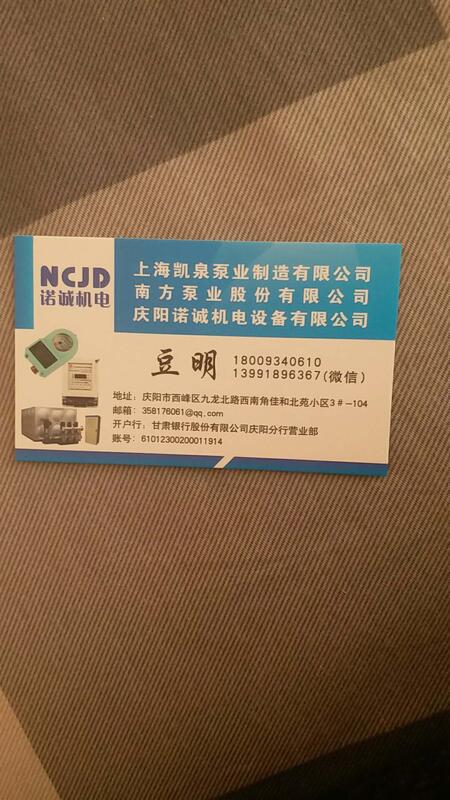 NCJD
诺诚机电
上海凯泉泵业制造有限公司
南方泵业股份有限公司
庆阳诺诚机电设备有限公司
豆明
18009340610
13991896367(微信)
地址：庆阳市西峰区九龙北路西南角佳和北苑小区3＃-104
邮箱：358176061@qq.com
开户行：甘肃银行股份有限公司庆阳分行营业部
账号：61012300200011914